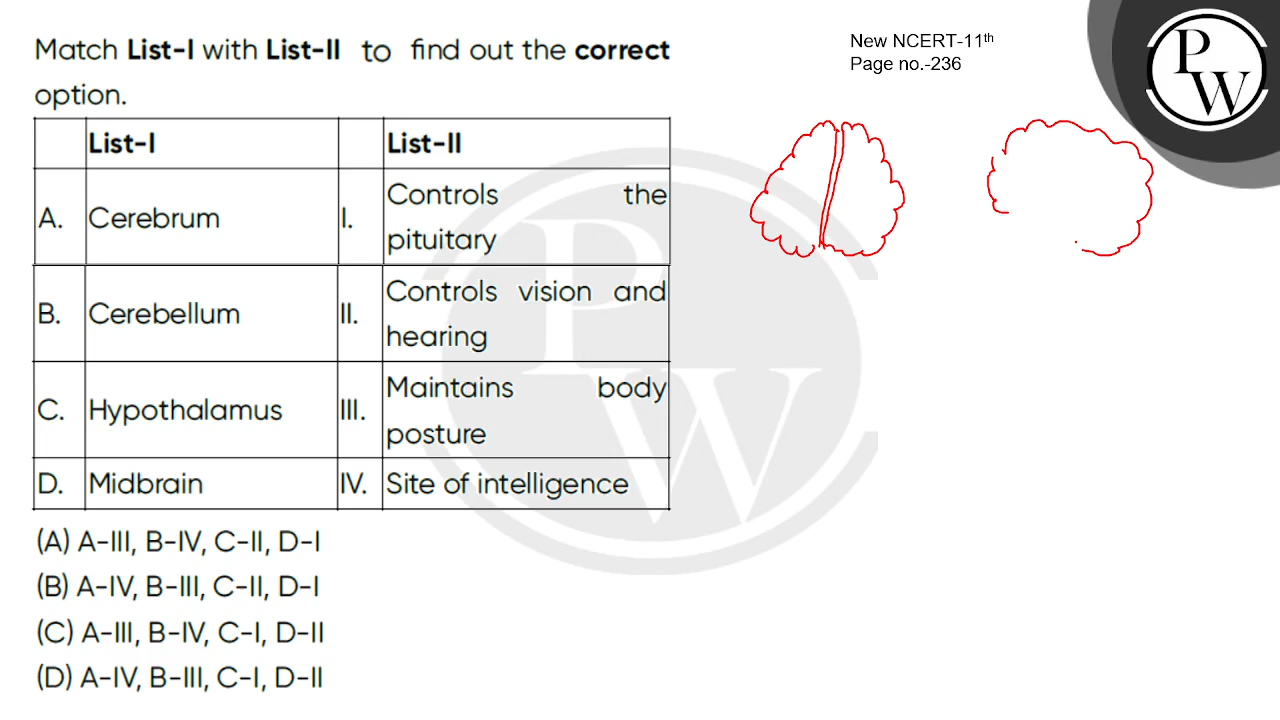 Match List-I with List-II to find out the correct
option.
New NCERT-11th
Page no.-236
P
W
List-I List-II
A. Cerebrum I. Controls the
pituitary
B. Cerebellum II. Controls vision and
hearing
C. Hypothalamus III. Maintains body
posture
D. Midbrain IV. Site of intelligence
(A) A-III, B-IV, C-II, D-I
(B) A-IV, B-III, C-II, D-I
(C) A-III, B-IV, C-I, D-II
(D) A-IV, B-III, C-I, D-II
P
W